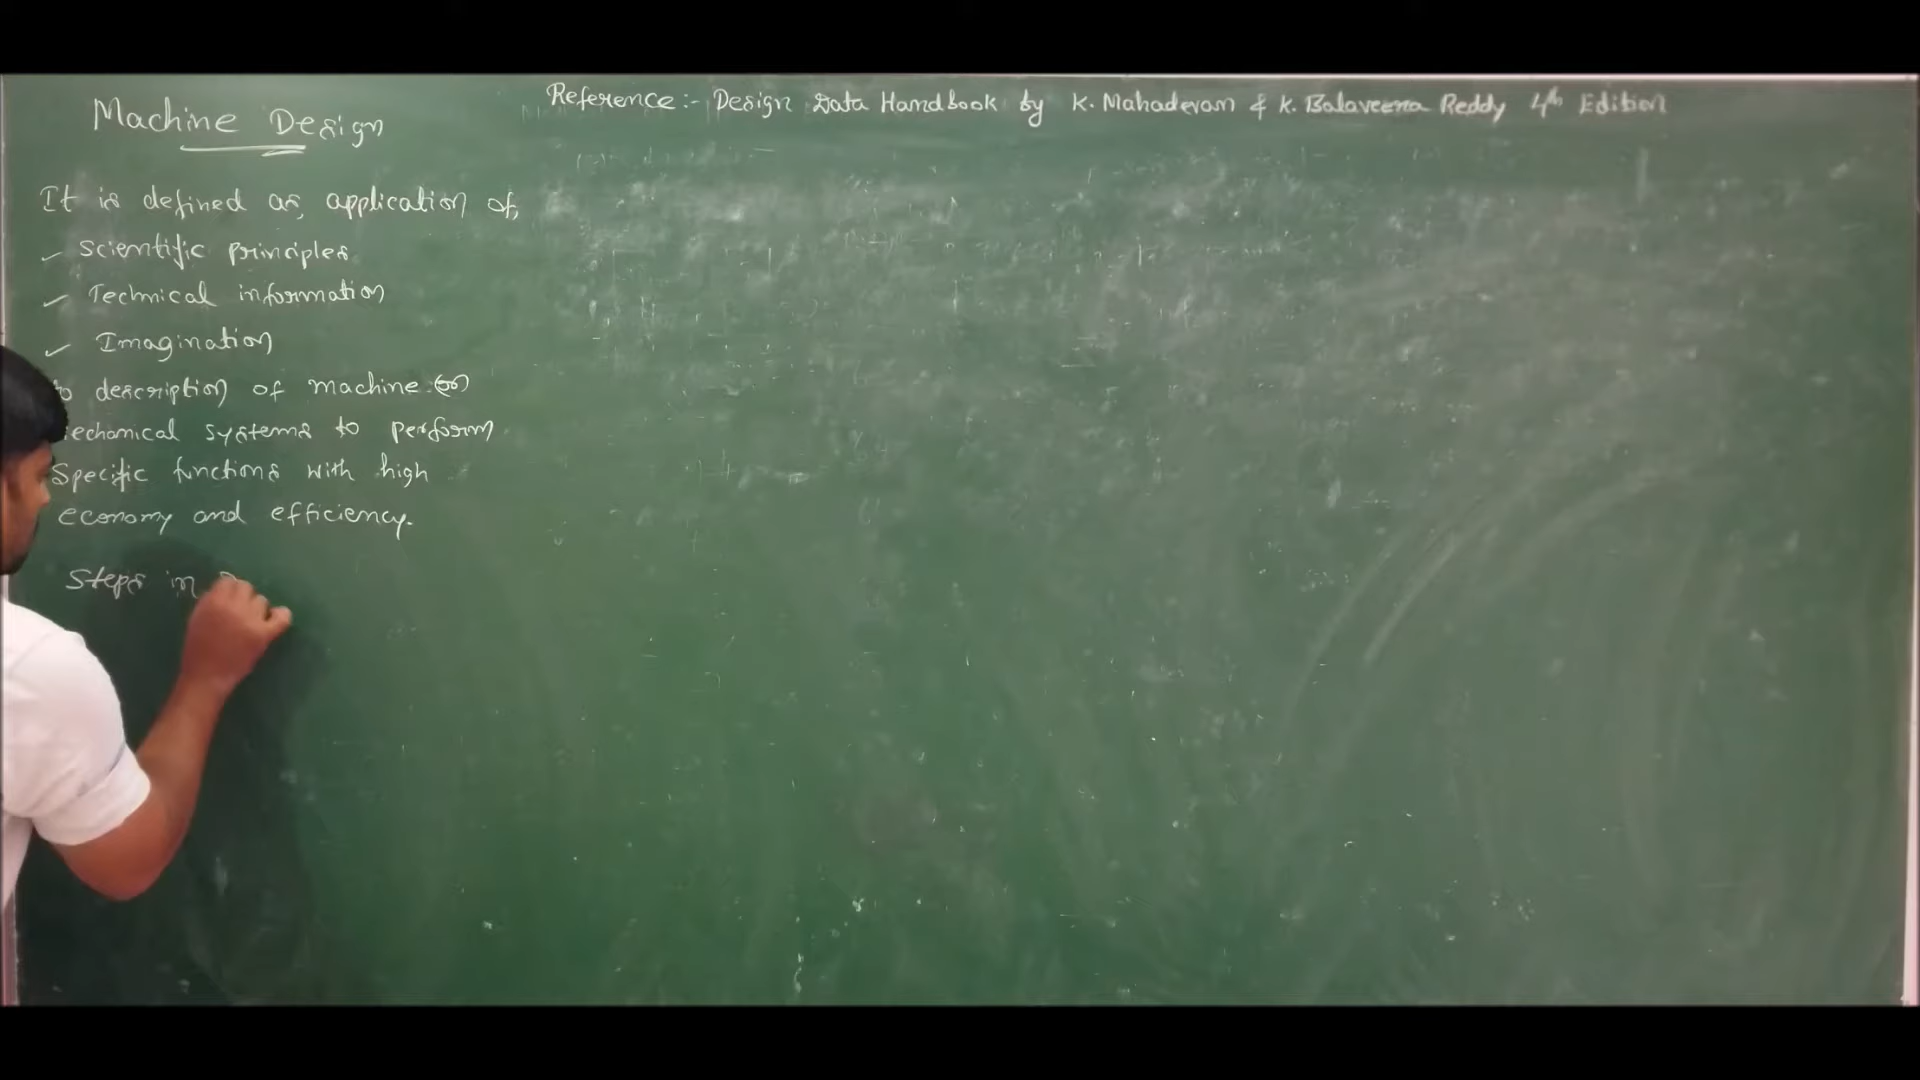 Machine Design
Reference:- Design Data Handbook by K. Mahadevan & K. Balaveera Reddy 4th Edition
It is defined as, application of,
✓ scientific principles
✓ Technical information
✓ Imagination
to description of machine (or)
mechanical systems to perform
Specific functions with high
economy and efficiency.
Steps in